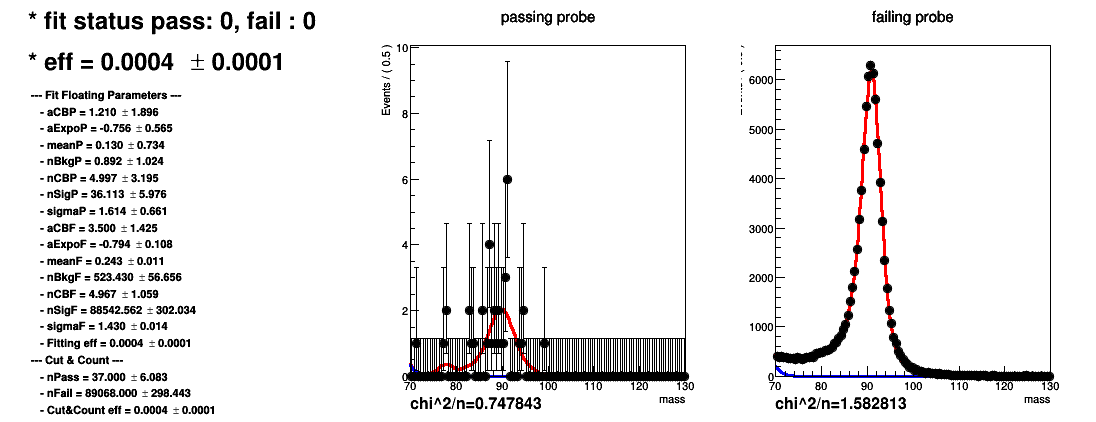 * fit status pass: 0, fail : 0
* eff = 0.0004 ± 0.0001
--- Fit Floating Parameters ---
- aCBP = 1.210 ± 1.896
- aExpoP = -0.756 ± 0.565
- meanP = 0.130 ± 0.734
- nBkgP = 0.892 ± 1.024
- nCBP = 4.997 ± 3.195
- nSigP = 36.113 ± 5.976
- sigmaP = 1.614 ± 0.661
- aCBF = 3.500 ± 1.425
- aExpoF = -0.794 ± 0.108
- meanF = 0.243 ± 0.011
- nBkgF = 523.430 ± 56.656
- nCBF = 4.967 ± 1.059
- nSigF = 88542.562 ± 302.034
- sigmaF = 1.430 ± 0.014
- Fitting eff = 0.0004 ± 0.0001
--- Cut & Count ---
- nPass = 37.000 ± 6.083
- nFail = 89068.000 ± 298.443
- Cut&Count eff = 0.0004 ± 0.0001
passing probe
Events / ( 0.5 )
10
8
6
4
2
0
70 80 90 100 110 120 130
mass
chi^2/n=0.747843
failing probe
6000
5000
4000
3000
2000
1000
0
70 80 90 100 110 120 130
mass
chi^2/n=1.582813